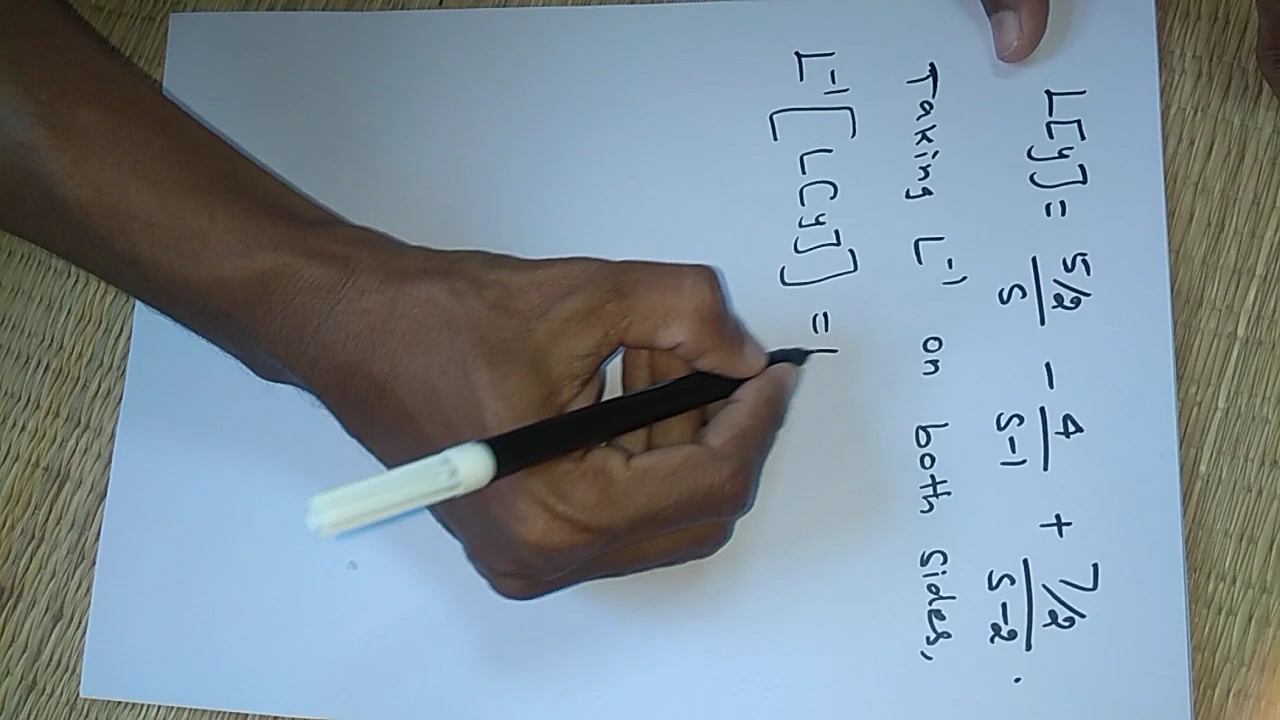 L[y] = 5/2/S - 4/S-1 + 7/2/S-2 .
Taking L⁻¹ on both sides,
L⁻¹[L[y]] =